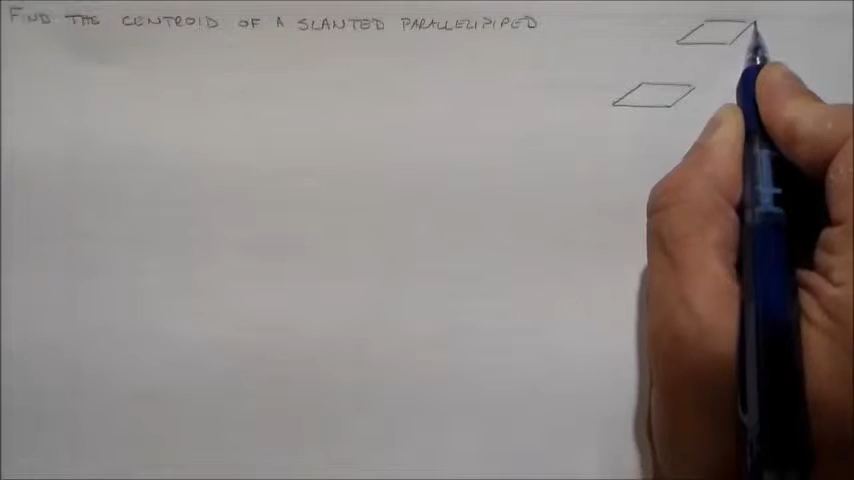 FIND THE CENTROID OF A SLANTED PARALLELIPIPED